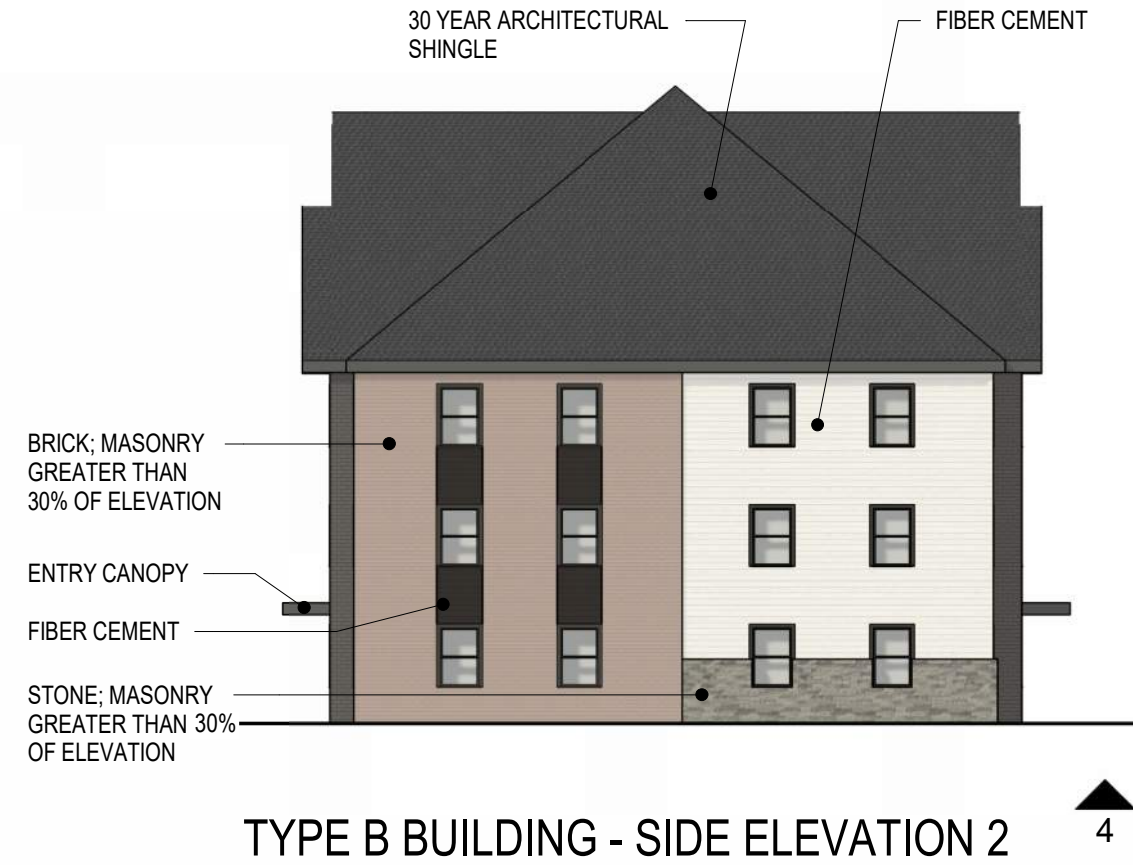 30 YEAR ARCHITECTURAL
SHINGLE
FIBER CEMENT
BRICK; MASONRY
GREATER THAN
30% OF ELEVATION
ENTRY CANOPY
FIBER CEMENT
STONE; MASONRY
GREATER THAN 30%
OF ELEVATION
TYPE B BUILDING - SIDE ELEVATION 2
4